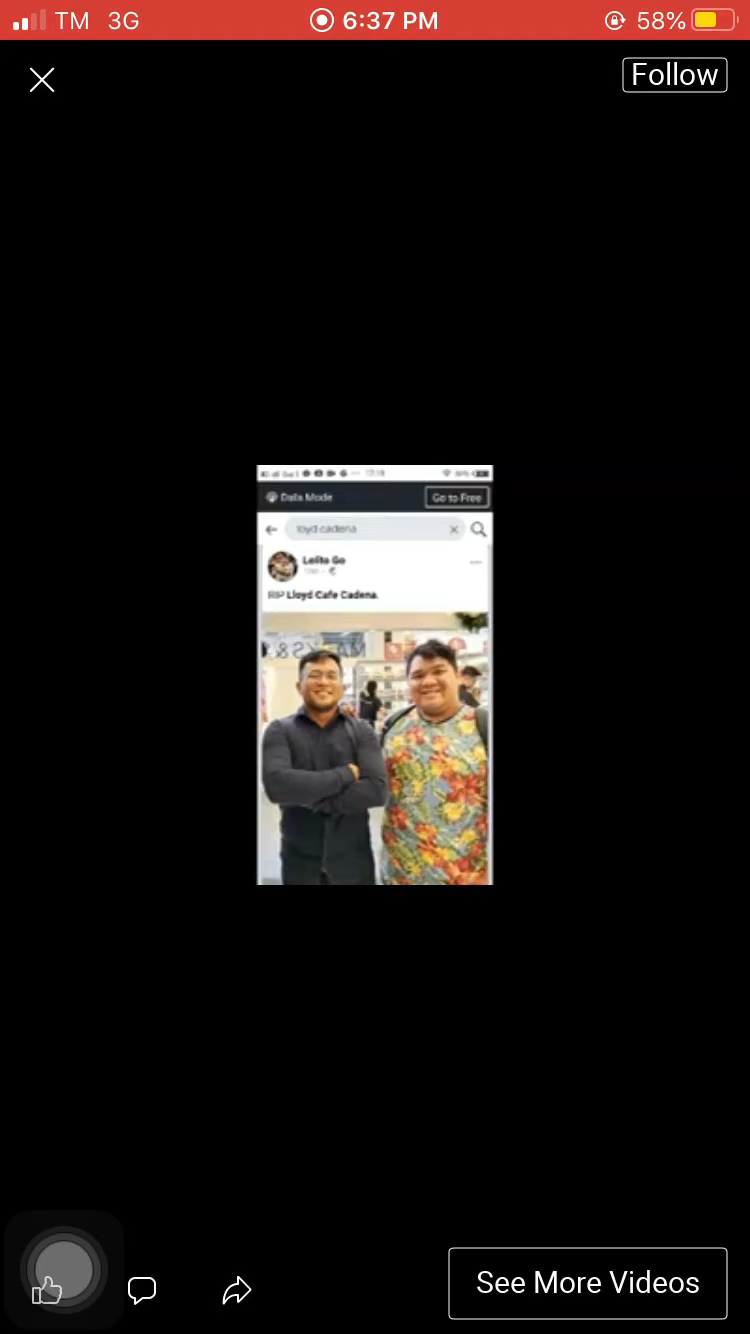 TM 3G 6:37 PM 58%
Follow
Data Mode
Go to Free
loyd cadena
Lolito Go
RIP Lloyd Cafe Cadena.
See More Videos